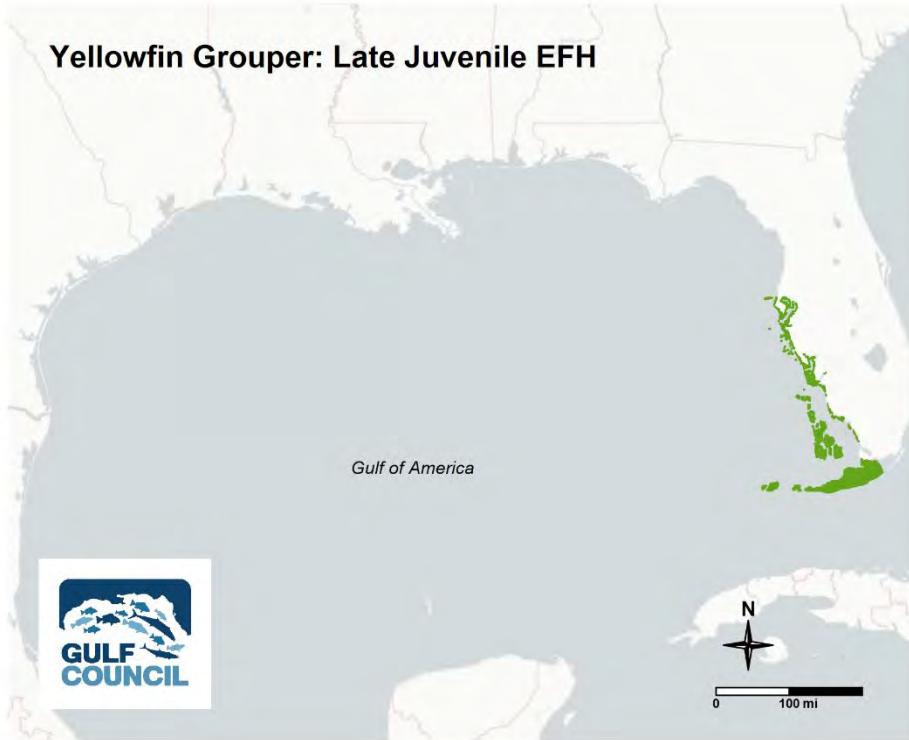 Yellowfin Grouper: Late Juvenile EFH
Gulf of America
GULF
COUNCIL
N
0 100 mi